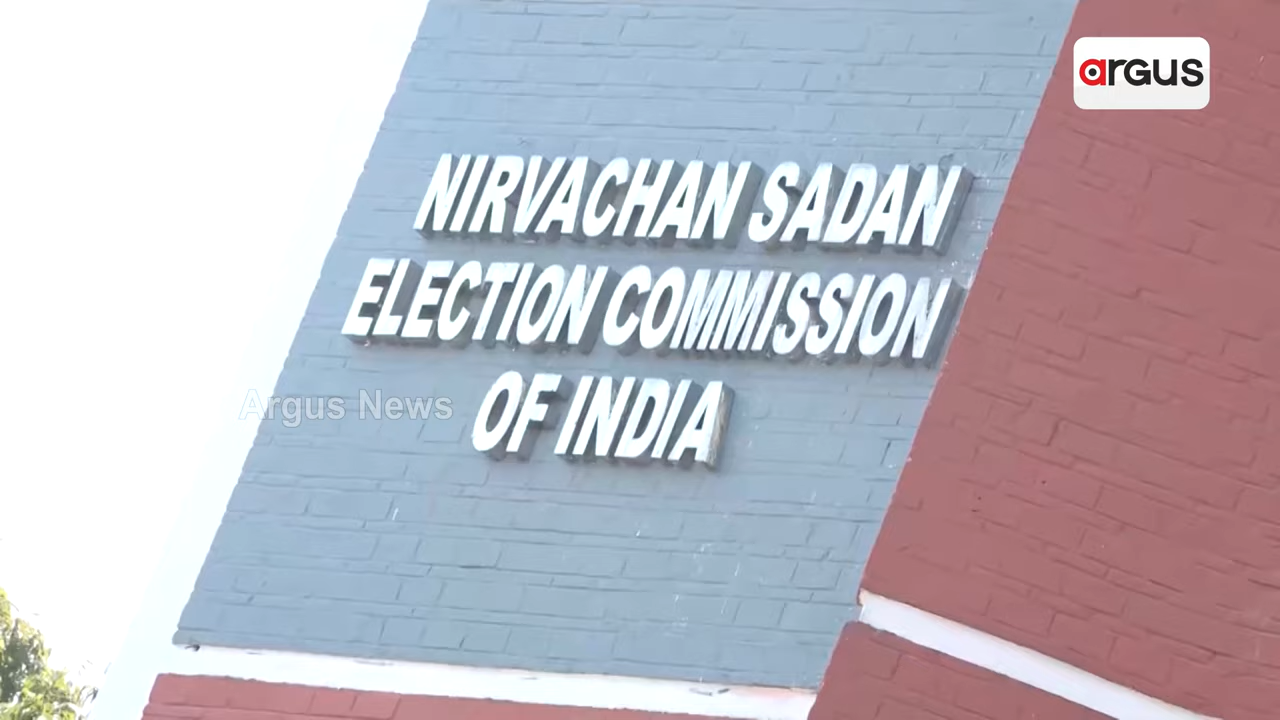 argus
NIRVACHAN SADAN
ELECTION COMMISSION
OF INDIA
Argus News